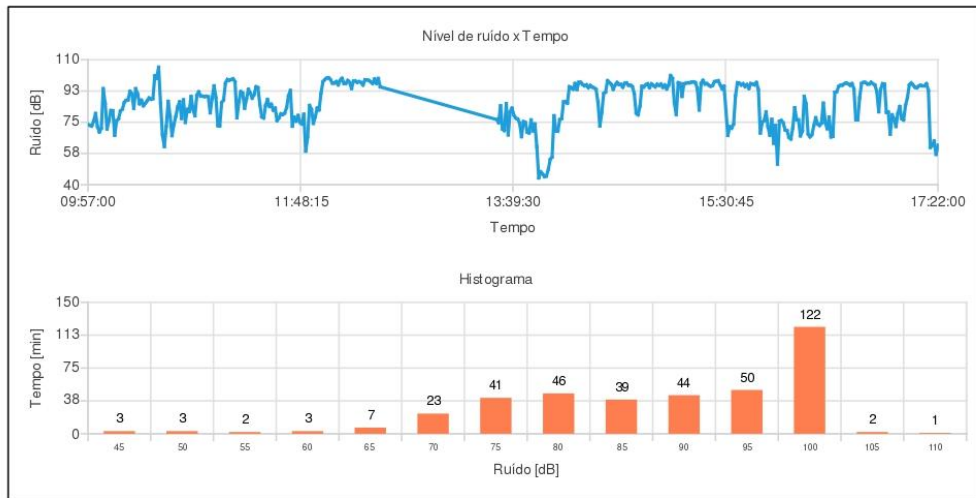 Nível de ruído x Tempo
110
93
75
58
40
Ruído [dB]
09:57:00 11:48:15 13:39:30 15:30:45 17:22:00
Tempo
Histograma
150
113
75
38
0
Tempo [min]
3 3 2 3 7 23 41 46 39 44 50 122 2 1
45 50 55 60 65 70 75 80 85 90 95 100 105 110
Ruído [dB]